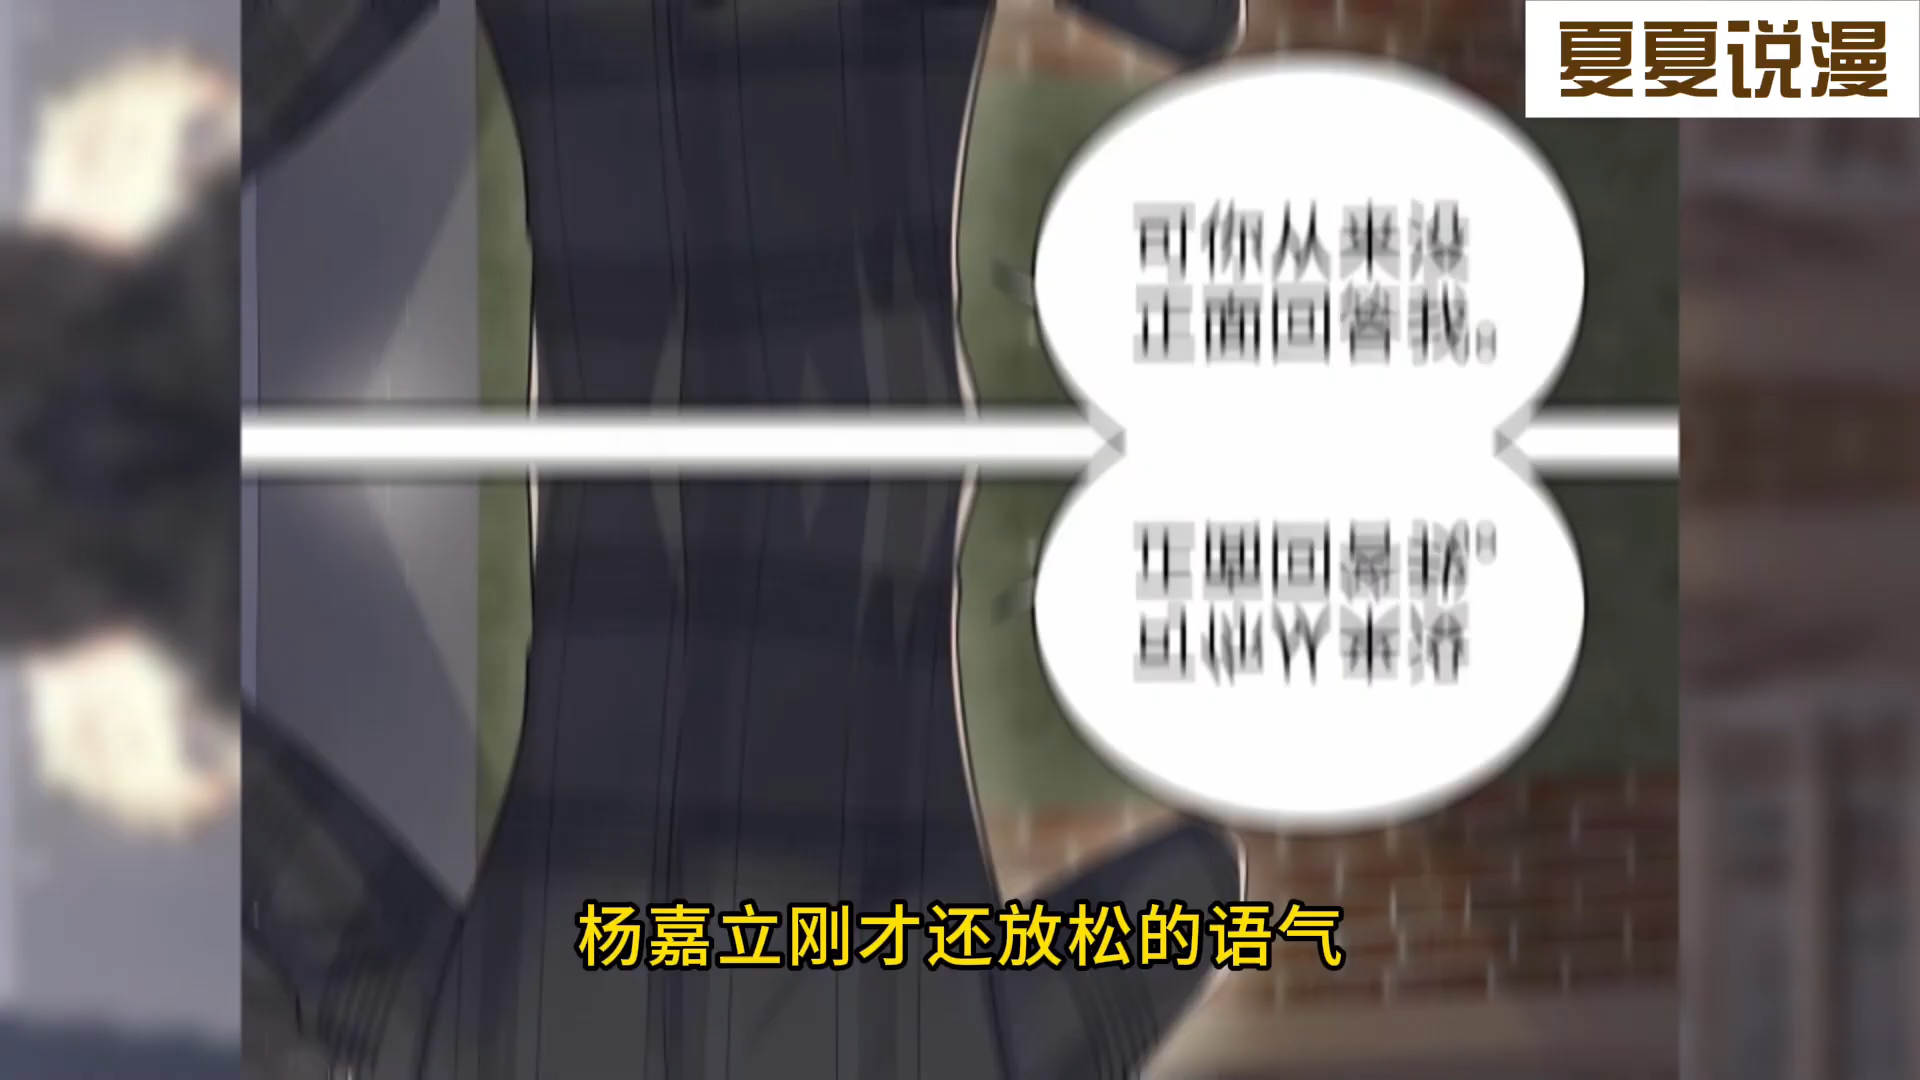 夏夏说漫
可你从来没
正面回答我。
杨嘉立刚才还放松的语气